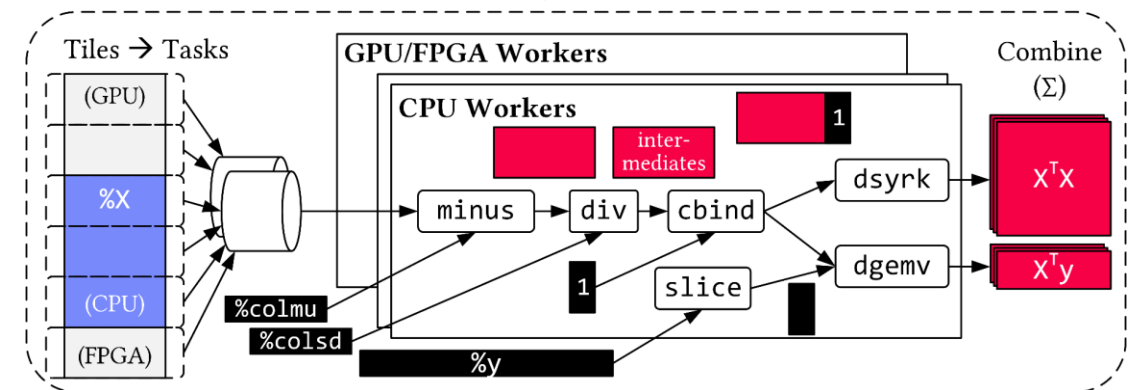 Tiles → Tasks
(GPU)
%X
(CPU)
(FPGA)
GPU/FPGA Workers
CPU Workers
inter-
mediates
1
minus
div
cbind
dsyrk
dgemv
1
slice
%colmu
%colsd
%y
Combine
(Σ)
XᵀX
Xᵀy